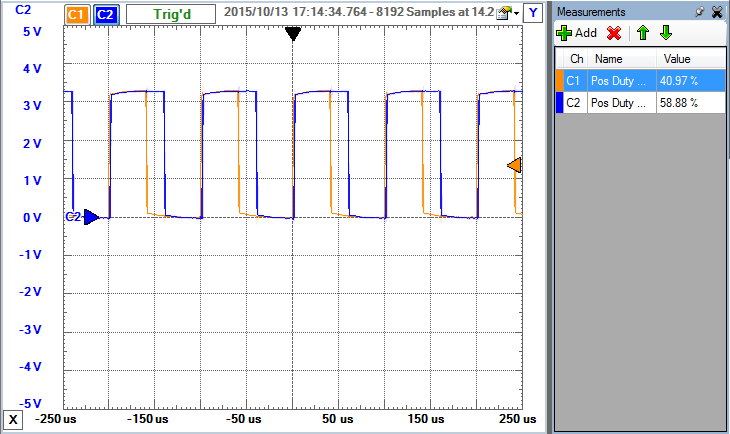 C2 C1 C2 Trig'd 2015/10/13 17:14:34.764 - 8192 Samples at 14.2 Y
5 V
4 V
3 V
2 V
1 V
C2 0 V
-1 V
-2 V
-3 V
-4 V
-5 V
X -250 us -150 us -50 us 50 us 150 us 250 us
Measurements
Add
Ch Name Value
C1 Pos Duty ... 40.97 %
C2 Pos Duty ... 58.88 %